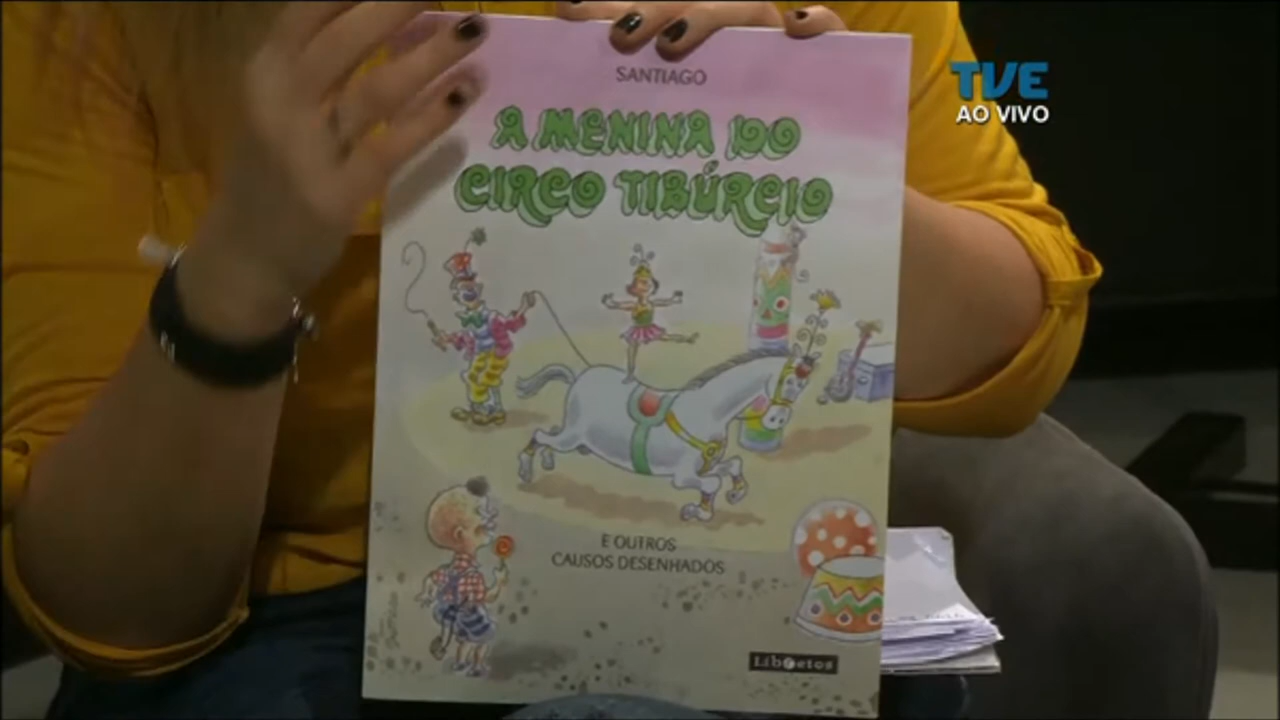 SANTIAGO
A MENINA DO
CIRCO TIBÚRCIO
E OUTROS
CAUSOS DESENHADOS
Libretos
TVE
AO VIVO